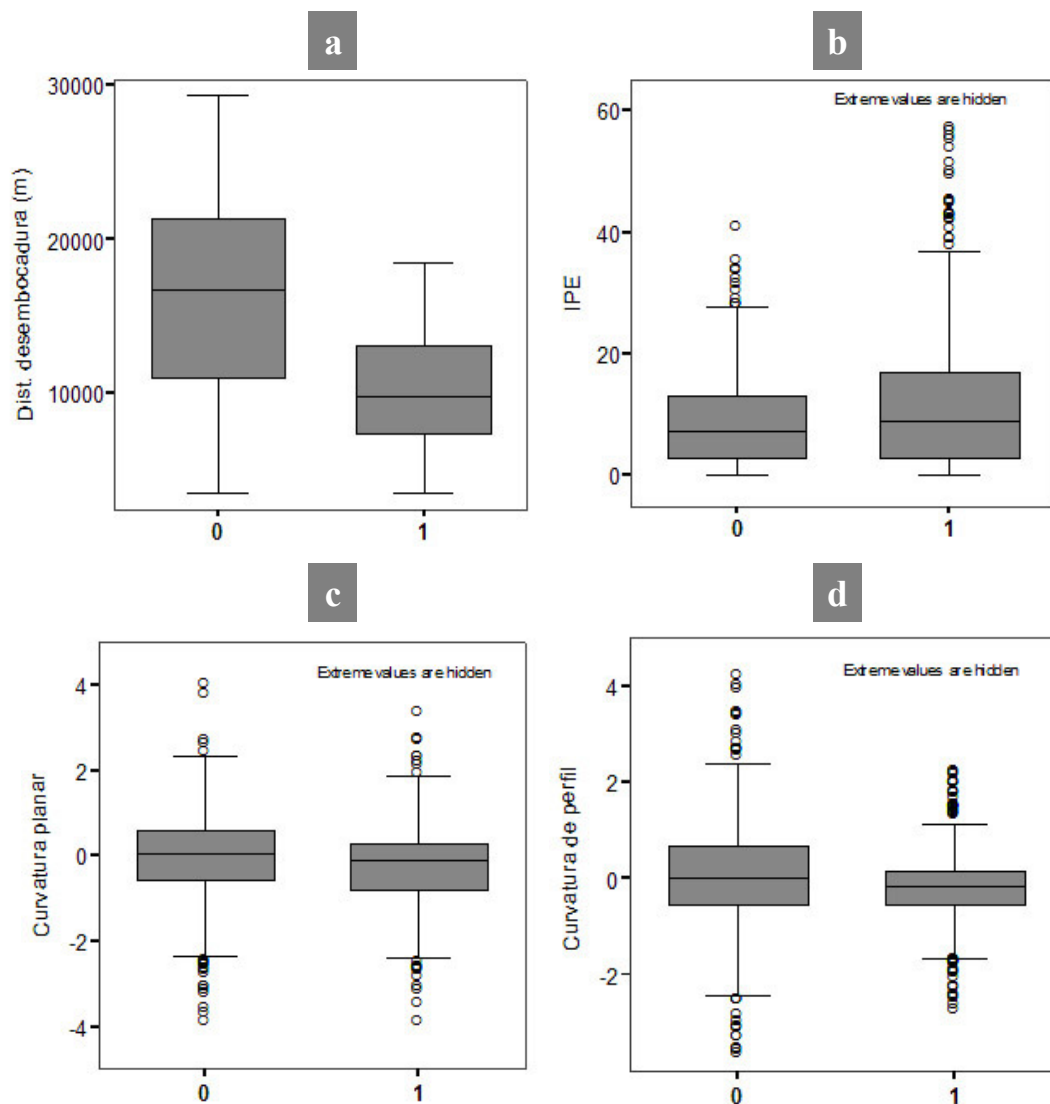 a
b
30000
20000
10000
Dist. desembocadura (m)
0
1
Extreme values are hidden
60
40
20
0
IPE
0
1
c
d
Extreme values are hidden
4
2
0
-2
-4
Curvatura planar
0
1
Extreme values are hidden
4
2
0
-2
Curvatura de perfil
0
1